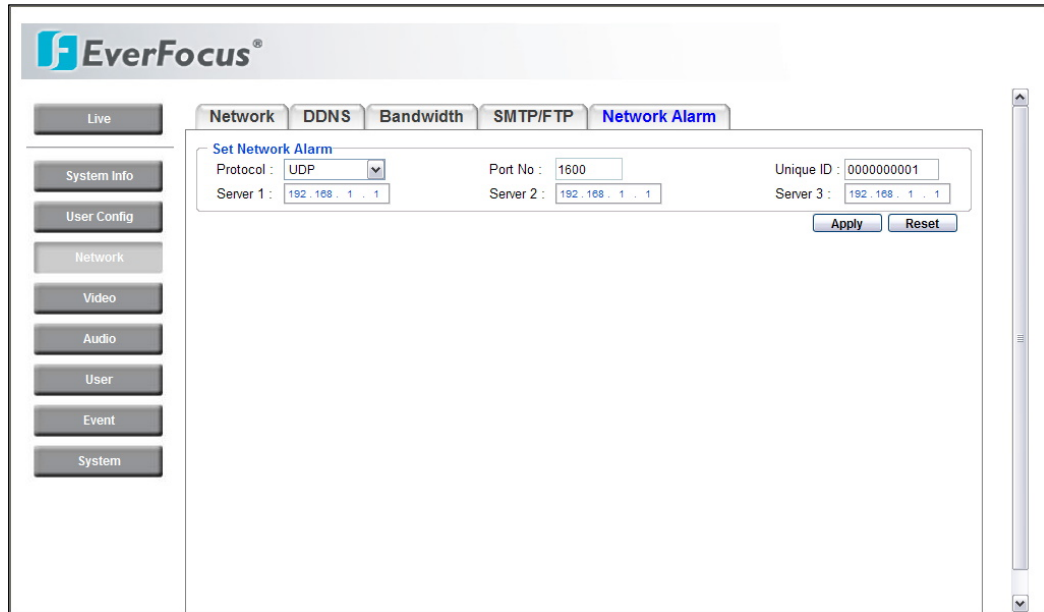 EverFocus®
Live
System Info
User Config
Network
Video
Audio
User
Event
System
Network DDNS Bandwidth SMTP/FTP Network Alarm
Set Network Alarm
Protocol : UDP Port No : 1600 Unique ID : 0000000001
Server 1 : 192 . 168 . 1 . 1 Server 2 : 192 . 168 . 1 . 1 Server 3 : 192 . 168 . 1 . 1
Apply Reset